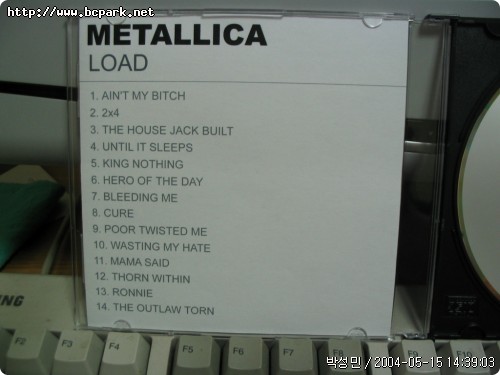 http://www.bcpark.net
METALLICA
LOAD
1. AIN'T MY BITCH
2. 2x4
3. THE HOUSE JACK BUILT
4. UNTIL IT SLEEPS
5. KING NOTHING
6. HERO OF THE DAY
7. BLEEDING ME
8. CURE
9. POOR TWISTED ME
10. WASTING MY HATE
11. MAMA SAID
12. THORN WITHIN
13. RONNIE
14. THE OUTLAW TORN
F2 F3 F4 F5 F6 F7
박성민 / 2004-05-15 14:39:03